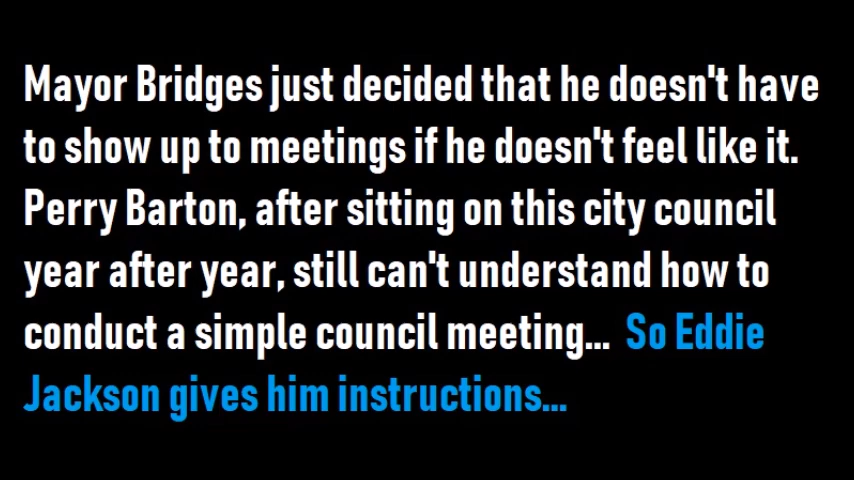 Mayor Bridges just decided that he doesn't have
to show up to meetings if he doesn't feel like it.
Perry Barton, after sitting on this city council
year after year, still can't understand how to
conduct a simple council meeting... So Eddie
Jackson gives him instructions...